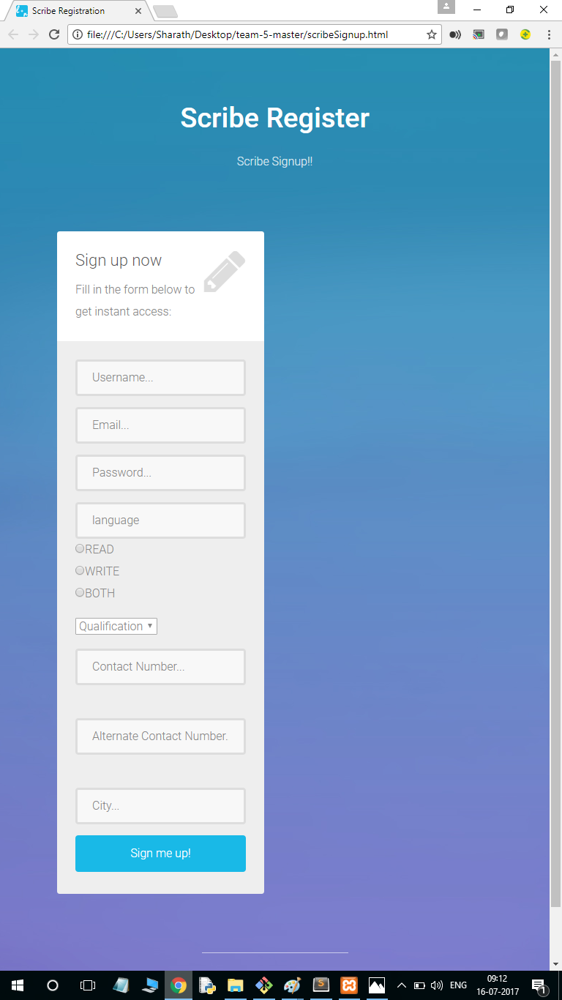 Scribe Registration
file:///C:/Users/Sharath/Desktop/team-5-master/scribeSignup.html
Scribe Register
Scribe Signup!!
Sign up now
Fill in the form below to
get instant access:
Username...
Email...
Password...
language
READ
WRITE
BOTH
Qualification
Contact Number...
Alternate Contact Number.
City...
Sign me up!
ENG
09:12
16-07-2017
1